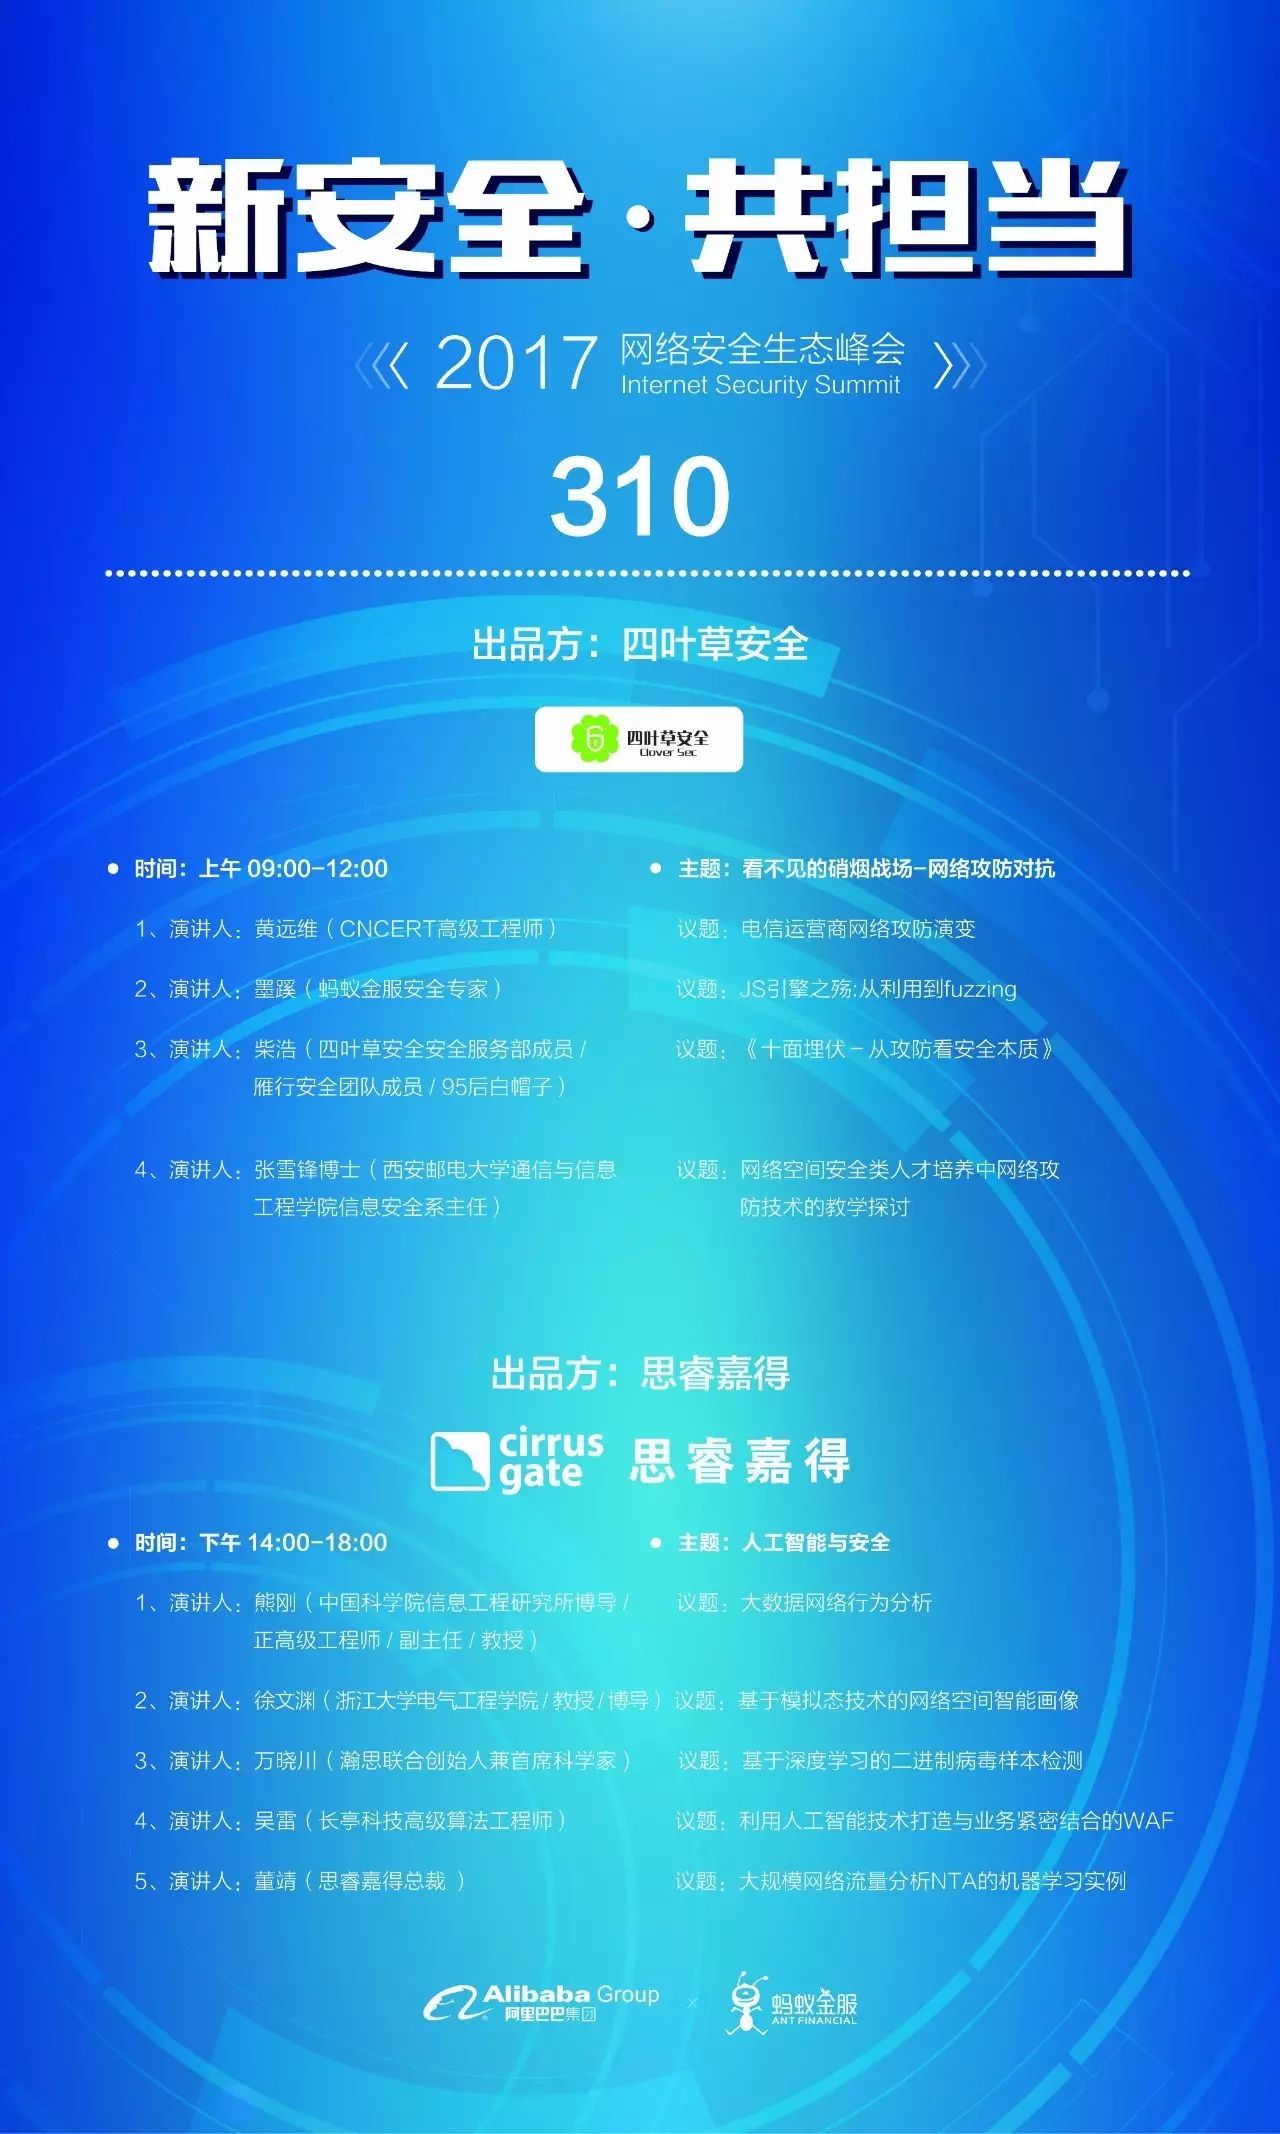 新安全·共担当
2017 网络安全生态峰会
Internet Security Summit
310
出品方：四叶草安全
四叶草安全
Clover Sec
时间：上午 09:00-12:00 主题：看不见的硝烟战场-网络攻防对抗
1、演讲人：黄远维（CNCERT高级工程师） 议题：电信运营商网络攻防演变
2、演讲人：墨蹊（蚂蚁金服安全专家） 议题：JS引擎之殇:从利用到fuzzing
3、演讲人：柴浩（四叶草安全安全服务部成员 / 议题：《十面埋伏-从攻防看安全本质》
雁行安全团队成员 / 95后白帽子）
4、演讲人：张雪锋博士（西安邮电大学通信与信息 议题：网络空间安全类人才培养中网络攻
工程学院信息安全系主任） 防技术的教学探讨
出品方：思睿嘉得
cirrus
gate 思睿嘉得
时间：下午 14:00-18:00 主题：人工智能与安全
1、演讲人：熊刚（中国科学院信息工程研究所博导 / 议题：大数据网络行为分析
正高级工程师 / 副主任 / 教授）
2、演讲人：徐文渊（浙江大学电气工程学院 / 教授 / 博导） 议题：基于模拟态技术的网络空间智能画像
3、演讲人：万晓川（瀚思联合创始人兼首席科学家） 议题：基于深度学习的二进制病毒样本检测
4、演讲人：吴雷（长亭科技高级算法工程师） 议题：利用人工智能技术打造与业务紧密结合的WAF
5、演讲人：董靖（思睿嘉得总裁 ） 议题：大规模网络流量分析NTA的机器学习实例
Alibaba Group
阿里巴巴集团
×
蚂蚁金服
ANT FINANCIAL